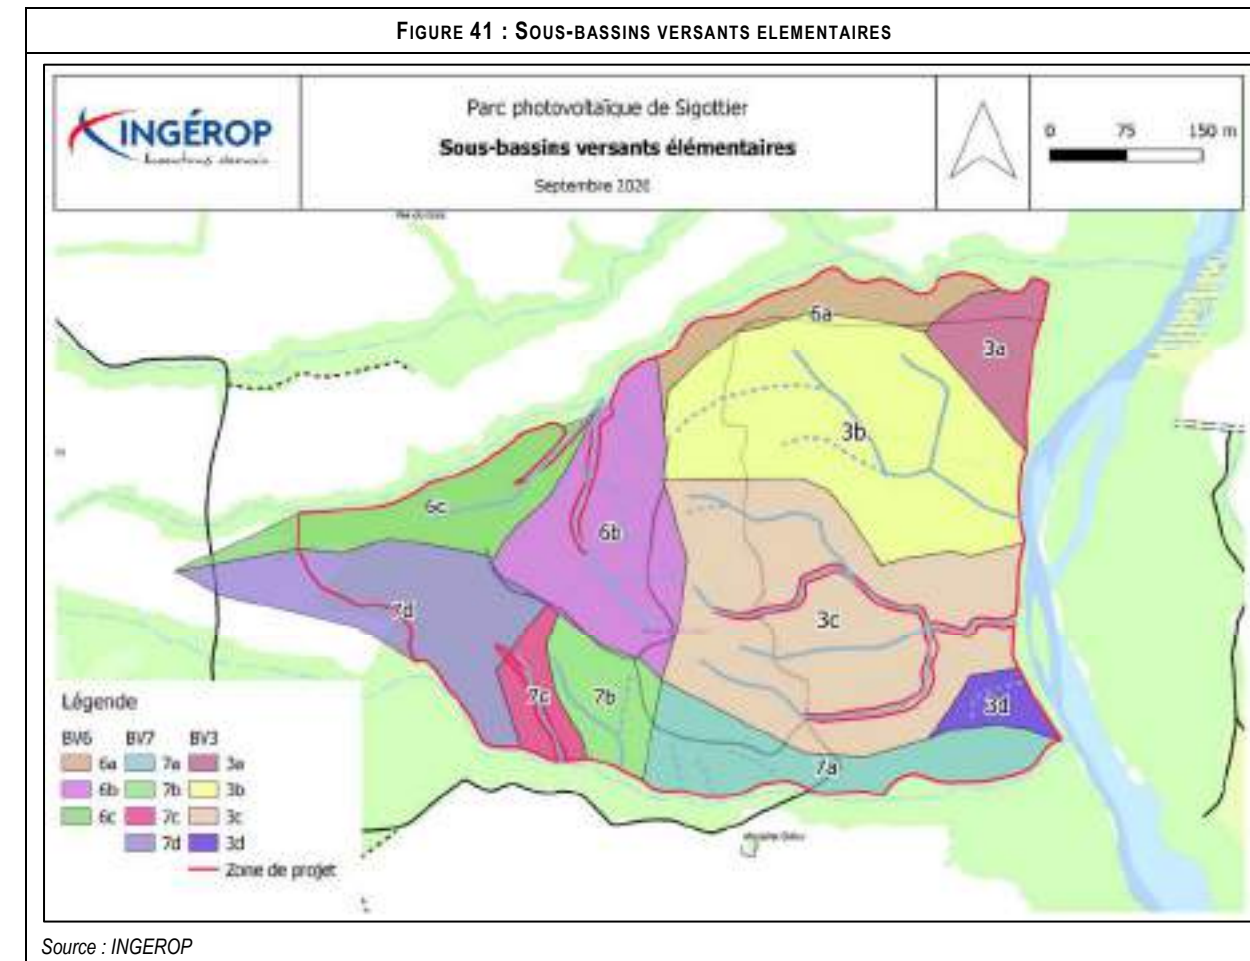 FIGURE 41 : SOUS-BASSINS VERSANTS ELEMENTAIRES
INGÉROP
Parc photovoltaïque de Sigottier
Sous-bassins versants élémentaires
Septembre 2020
0 75 150 m
6a
3a
3b
6c
6b
7d
3c
7c
7b
3d
7a
Légende
BV6 BV7 BV3
6a 7a 3a
6b 7b 3b
6c 7c 3c
7d 3d
Zone de projet
Source : INGEROP